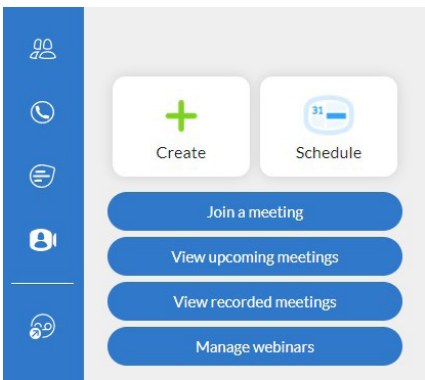 31
Create
Schedule
Join a meeting
View upcoming meetings
View recorded meetings
Manage webinars